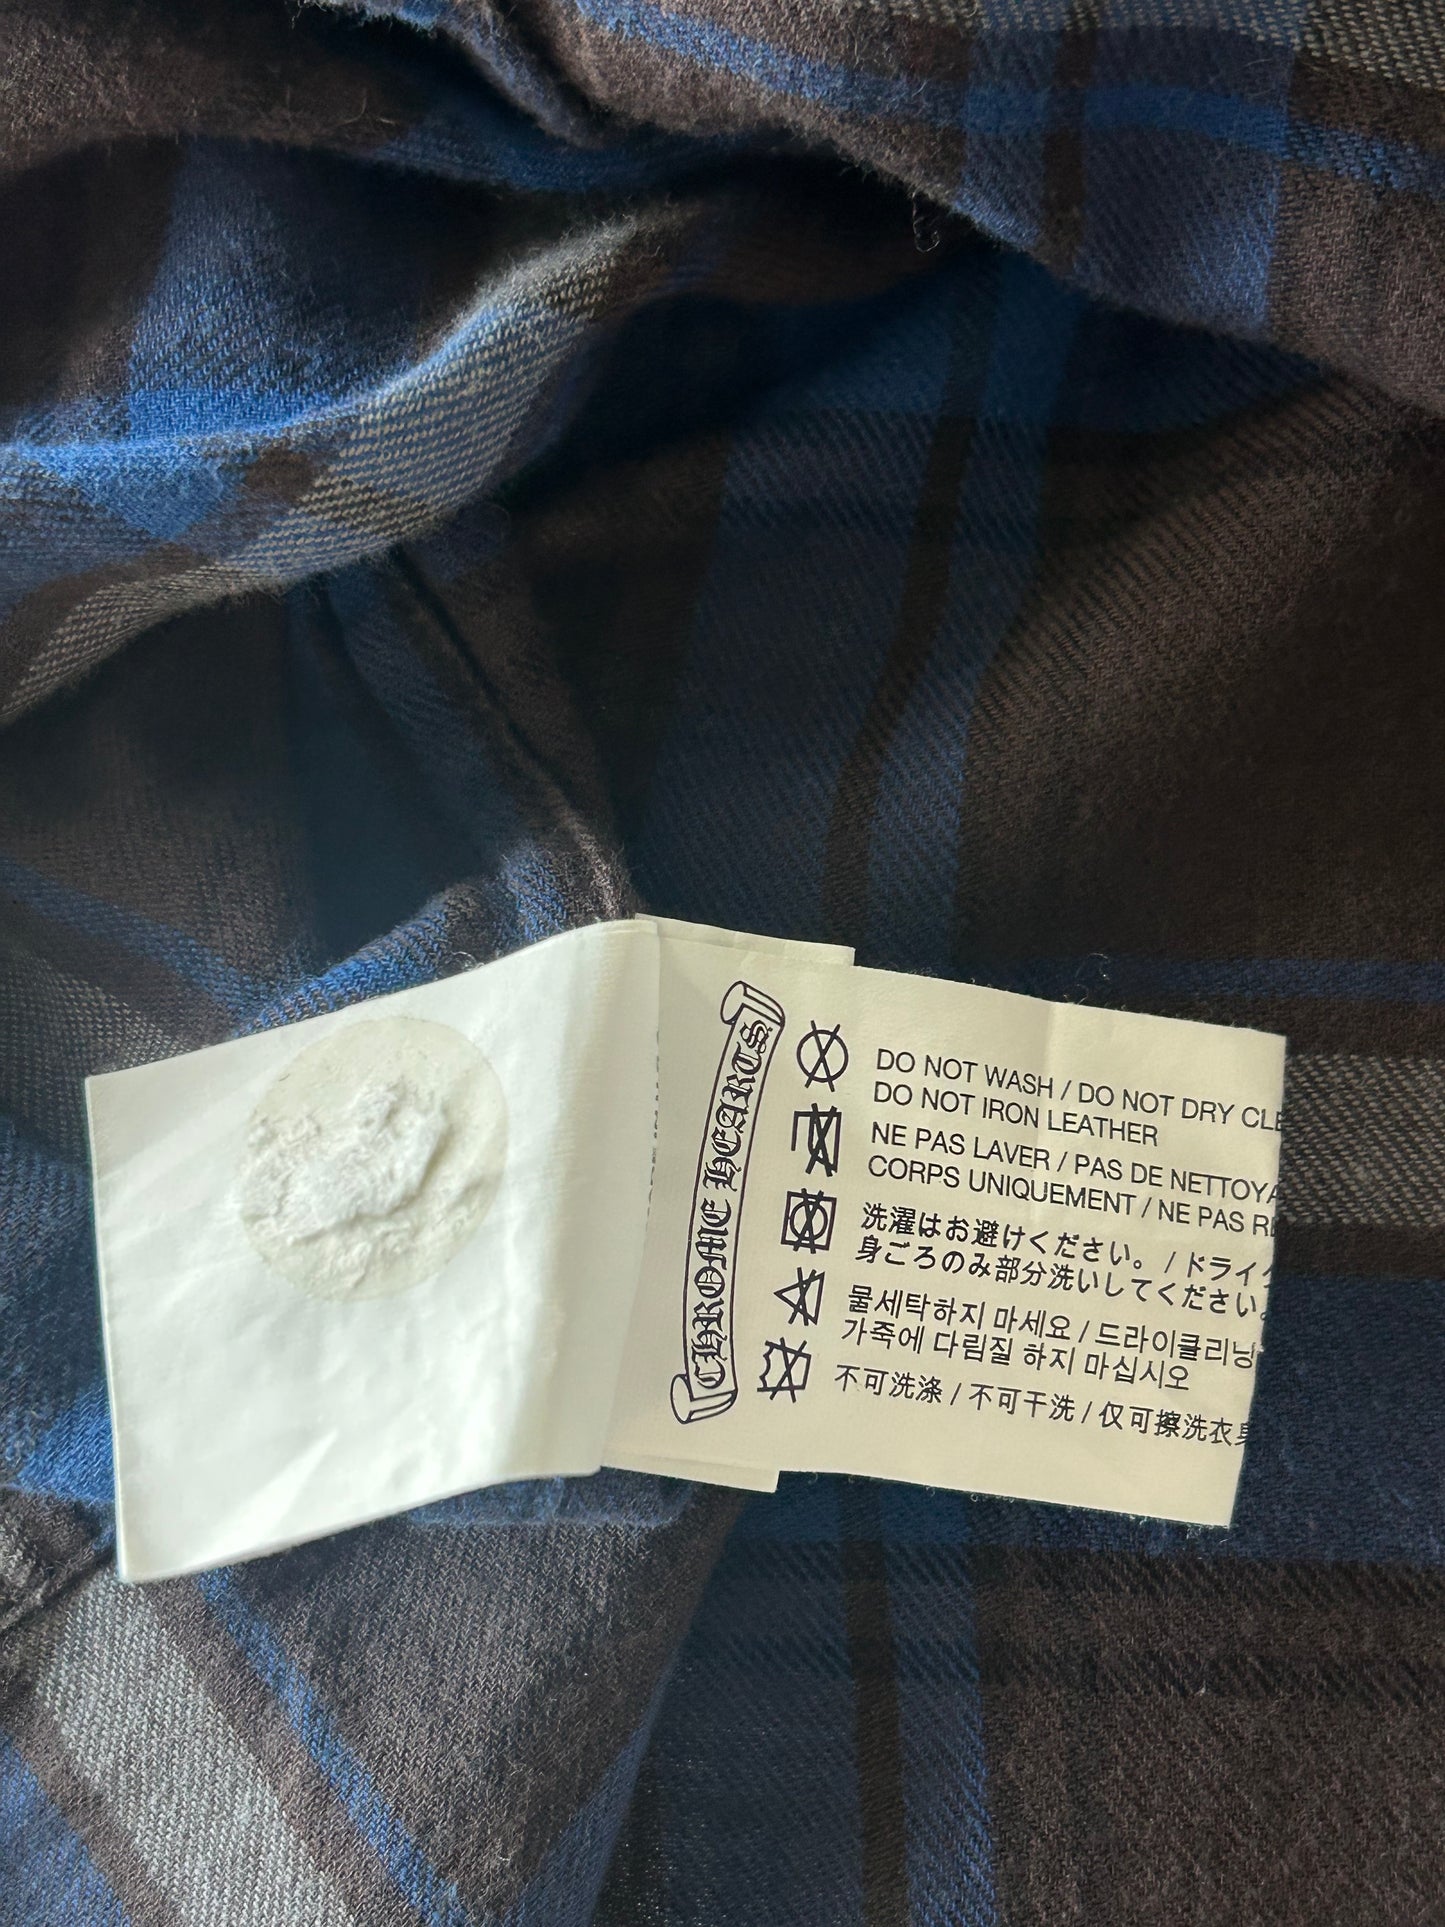 CHROME HEARTS
DO NOT WASH / DO NOT DRY
DO NOT IRON LEATHER
NE PAS LAVER / PAS DE
CORPS UNIQUEMENT / NE PAS
洗濯はお避けください。/ ドライ
身ごろのみ部分洗いしてください。
물세탁하지 마세요 / 드라이클리닝
가죽에 다림질 하지 마십시오
不可洗涤 / 不可干洗 / 仅可擦洗衣